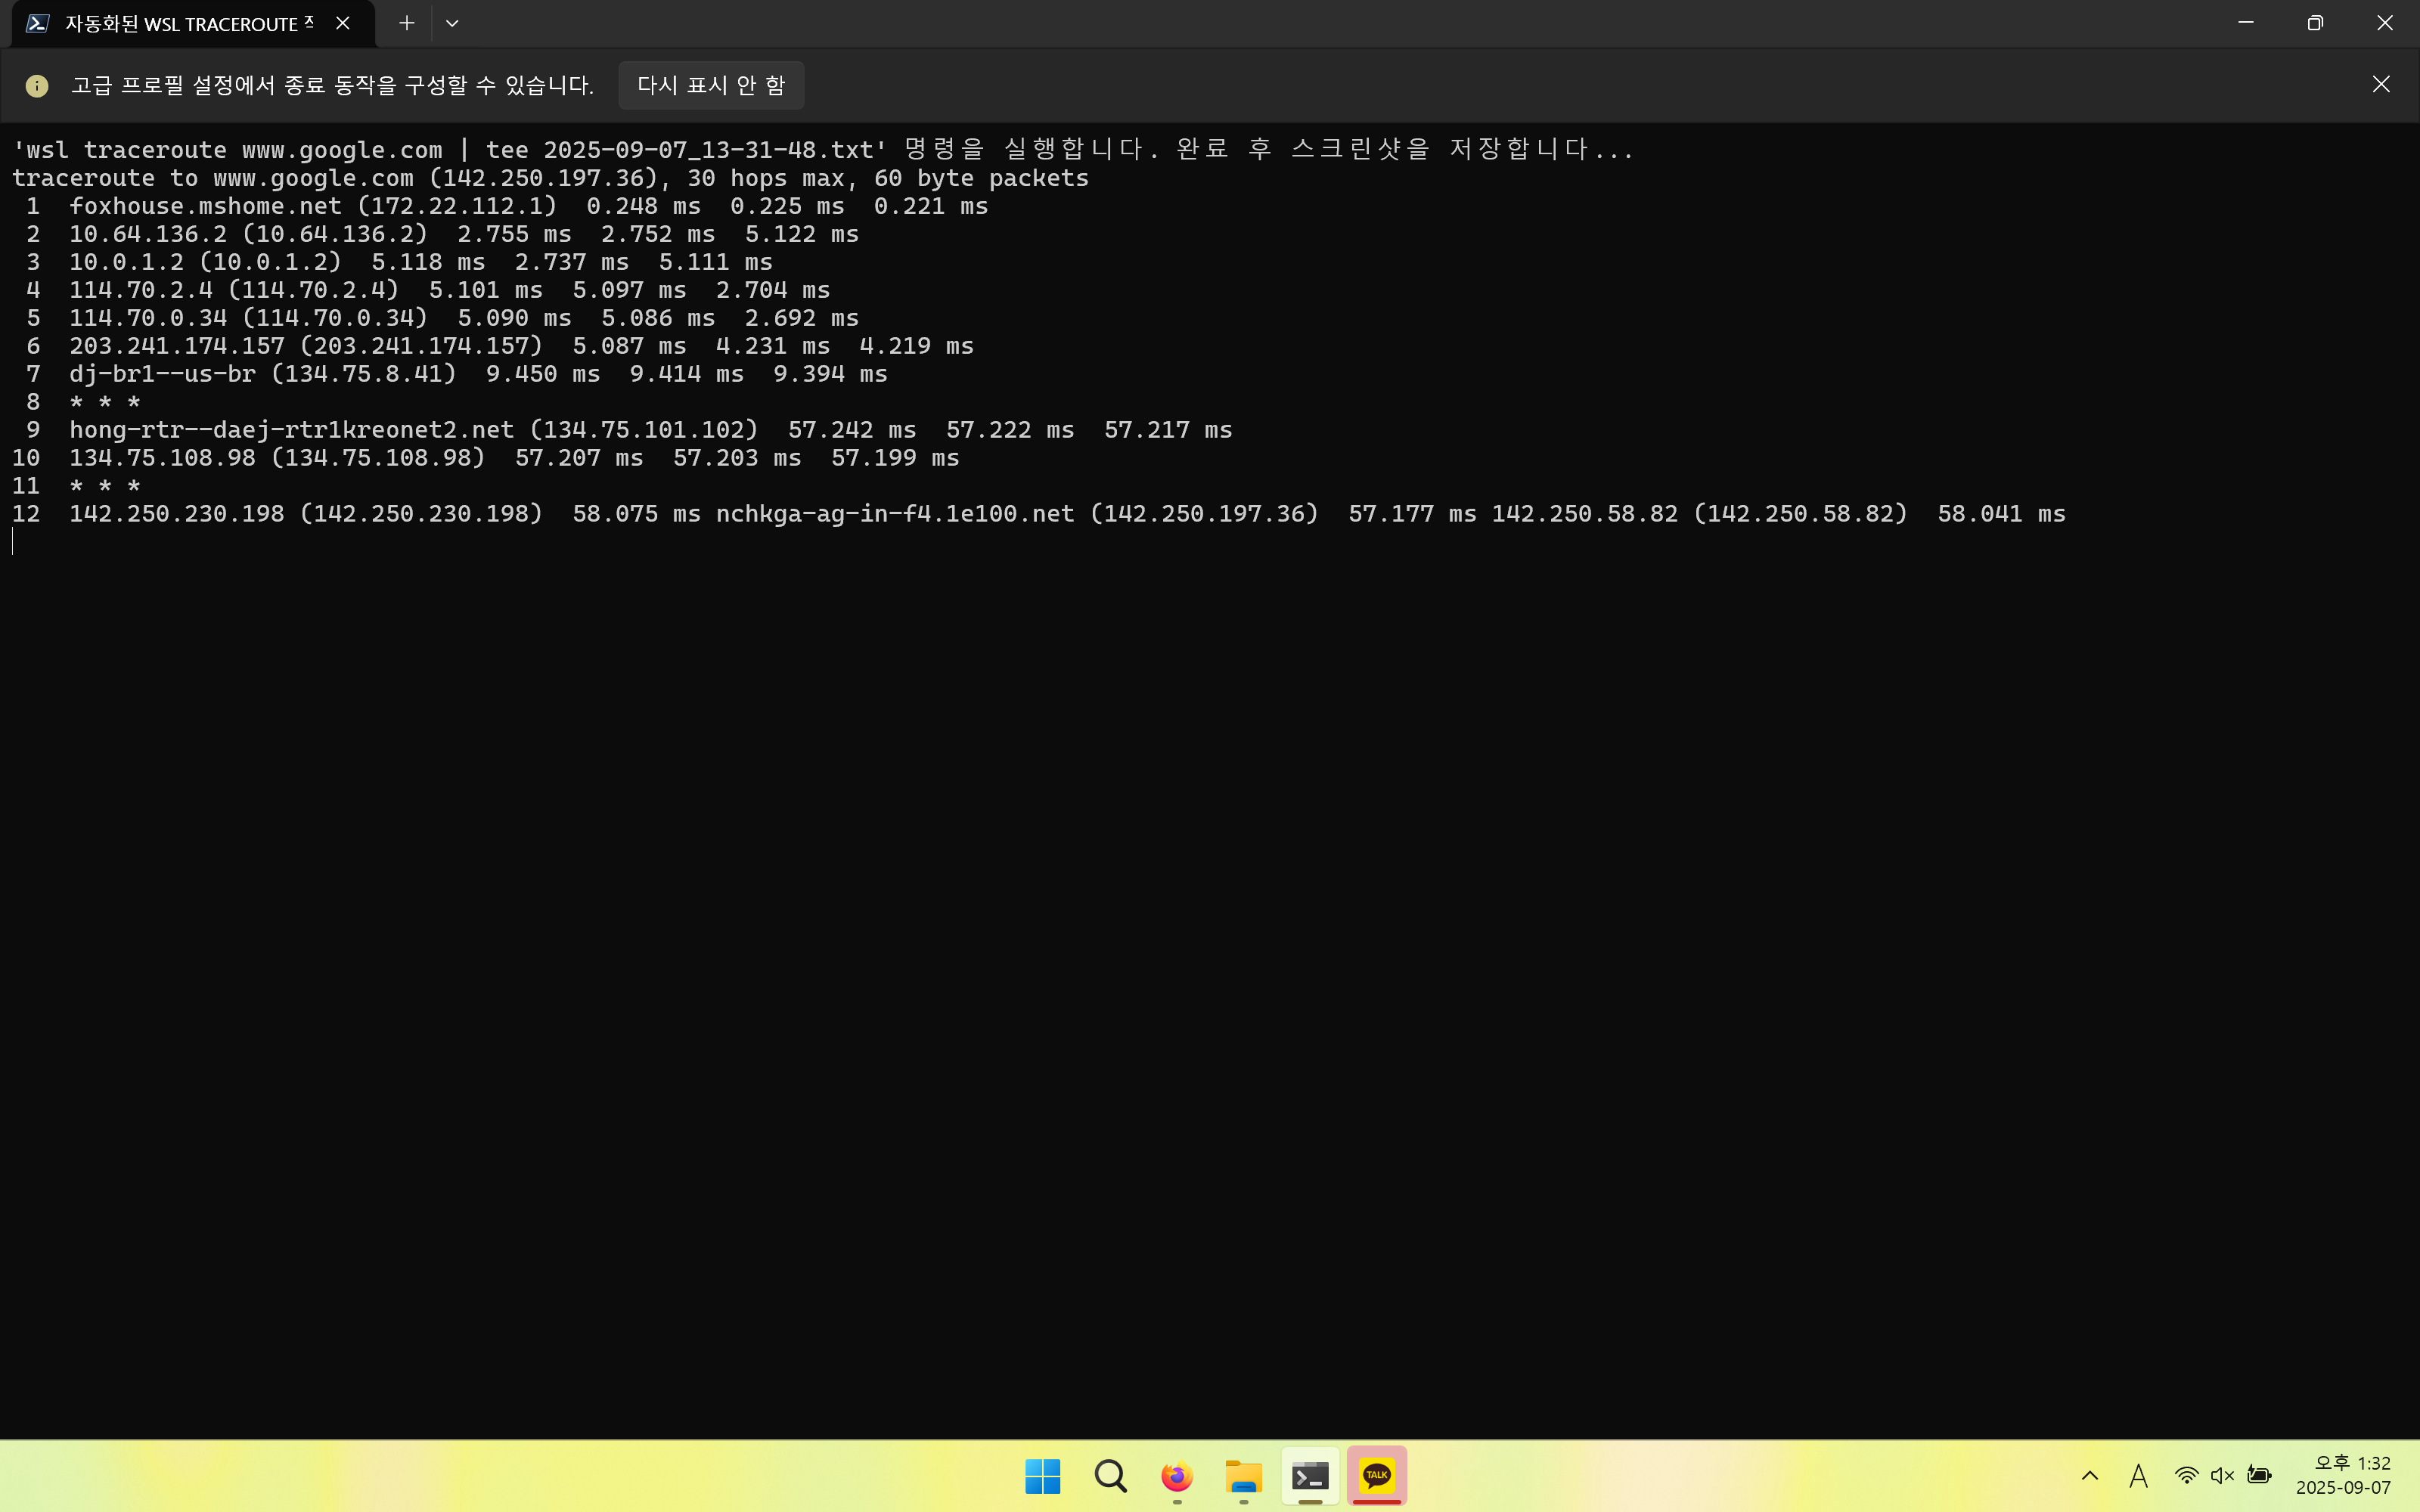 자동화된 WSL TRACEROUTE
고급 프로필 설정에서 종료 동작을 구성할 수 있습니다. 다시 표시 안 함
'wsl traceroute www.google.com | tee 2025-09-07_13-31-48.txt' 명령을 실행합니다. 완료 후 스크린샷을 저장합니다...
traceroute to www.google.com (142.250.197.36), 30 hops max, 60 byte packets
 1  foxhouse.mshome.net (172.22.112.1)  0.248 ms  0.225 ms  0.221 ms
 2  10.64.136.2 (10.64.136.2)  2.755 ms  2.752 ms  5.122 ms
 3  10.0.1.2 (10.0.1.2)  5.118 ms  2.737 ms  5.111 ms
 4  114.70.2.4 (114.70.2.4)  5.101 ms  5.097 ms  2.704 ms
 5  114.70.0.34 (114.70.0.34)  5.090 ms  5.086 ms  2.692 ms
 6  203.241.174.157 (203.241.174.157)  5.087 ms  4.231 ms  4.219 ms
 7  dj-br1--us-br (134.75.8.41)  9.450 ms  9.414 ms  9.394 ms
 8  * * *
 9  hong-rtr--daej-rtr1kreonet2.net (134.75.101.102)  57.242 ms  57.222 ms  57.217 ms
10  134.75.108.98 (134.75.108.98)  57.207 ms  57.203 ms  57.199 ms
11  * * *
12  142.250.230.198 (142.250.230.198)  58.075 ms nchkga-ag-in-f4.1e100.net (142.250.197.36)  57.177 ms 142.250.58.82 (142.250.58.82)  58.041 ms
TALK
A
오후 1:32
2025-09-07